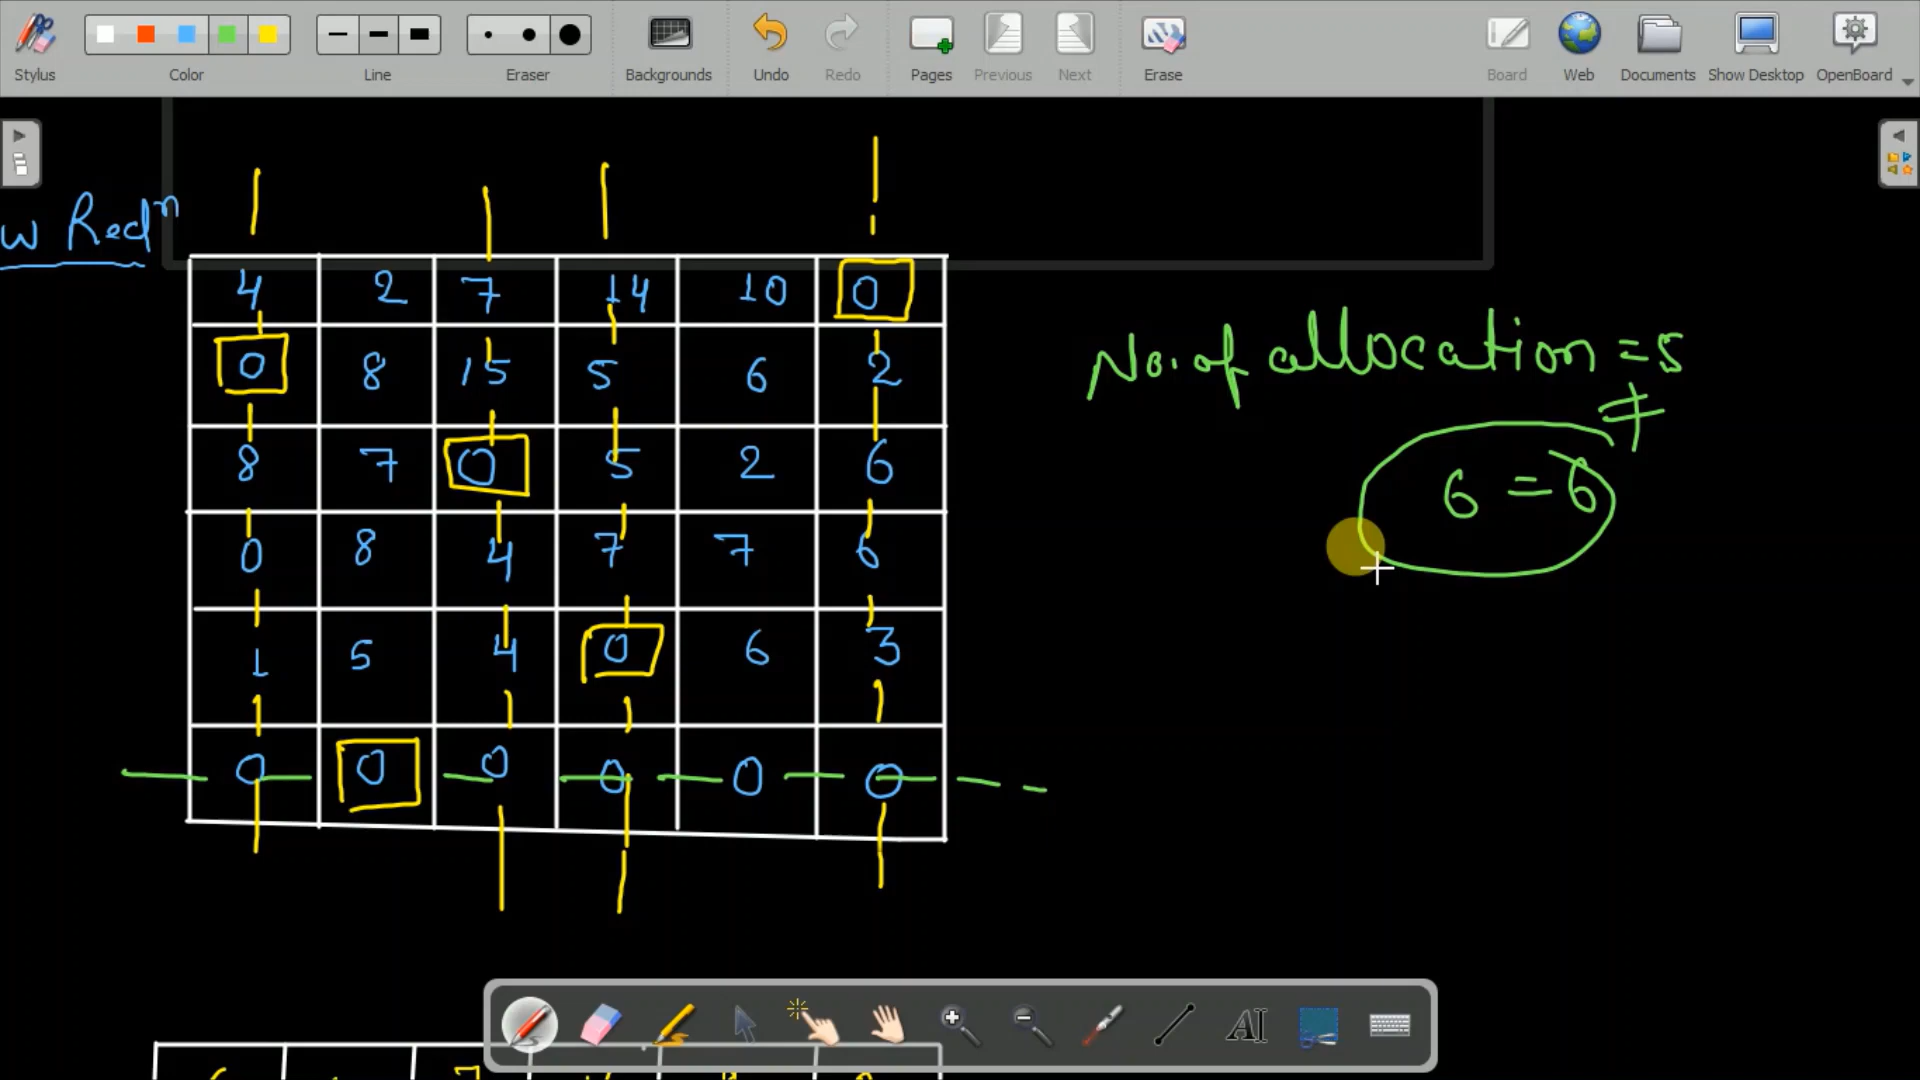 Stylus Color Line Eraser Backgrounds Undo Redo Pages Previous Next Erase Board Web Documents Show Desktop OpenBoard
w Redⁿ
4 2 7 14 10 0
0 8 15 5 6 2
8 7 0 5 2 6
0 8 4 7 7 6
1 5 4 0 6 3
0 0 0 0 0 0
No. of allocation = 5
≠
6 = 6
AI